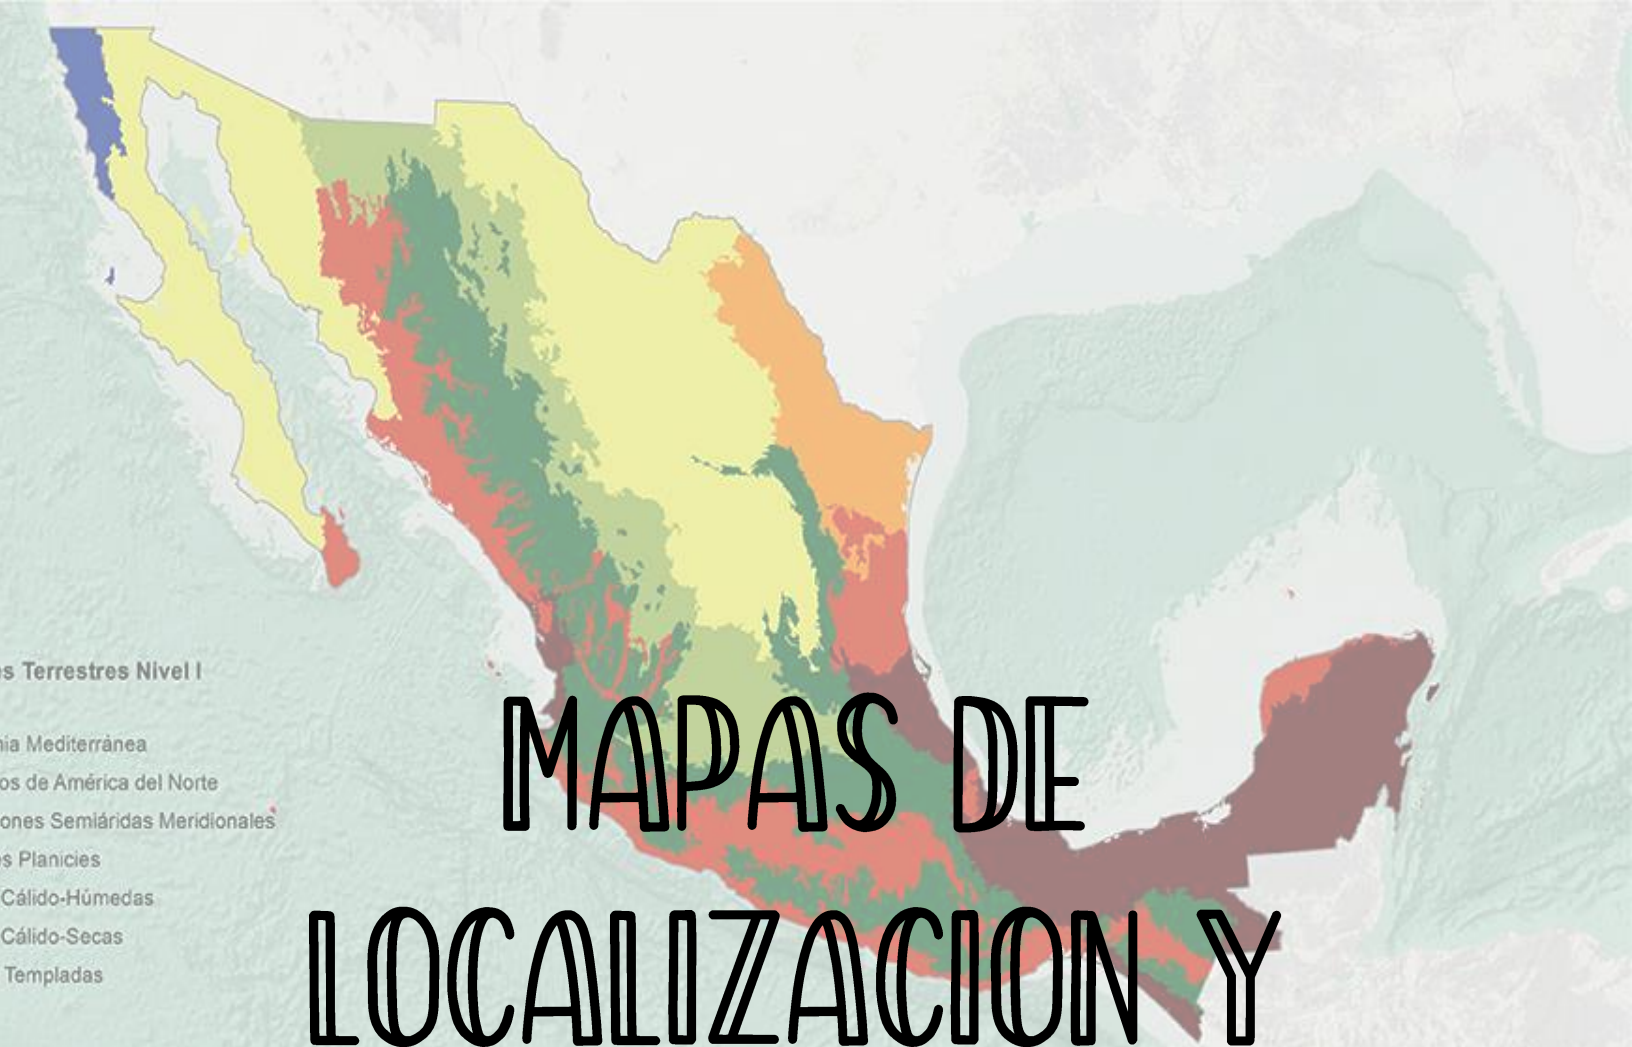 es Terrestres Nivel I
nia Mediterránea
os de América del Norte
ones Semiáridas Meridionales
es Planicies
Cálido-Húmedas
Cálido-Secas
Templadas
MAPAS DE
LOCALIZACION Y